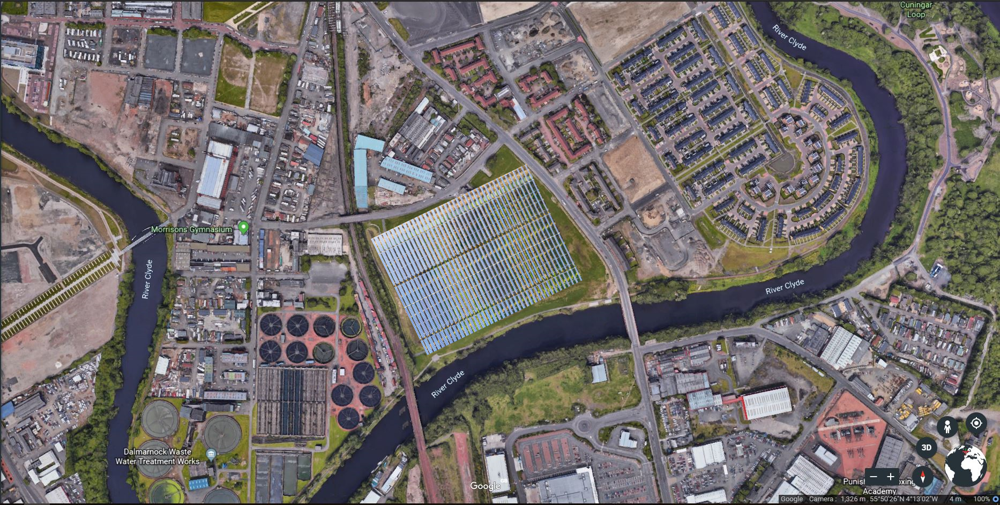 Cuningar
Loop
River Clyde
Morrisons Gymnasium
River Clyde
River Clyde
River Clyde
Dalmarnock Waste
Water Treatment Works
3D
Google
GB
Academy
Google Camera : 1,326 m 55°50'26"N 4°13'02"W 4 m 100%